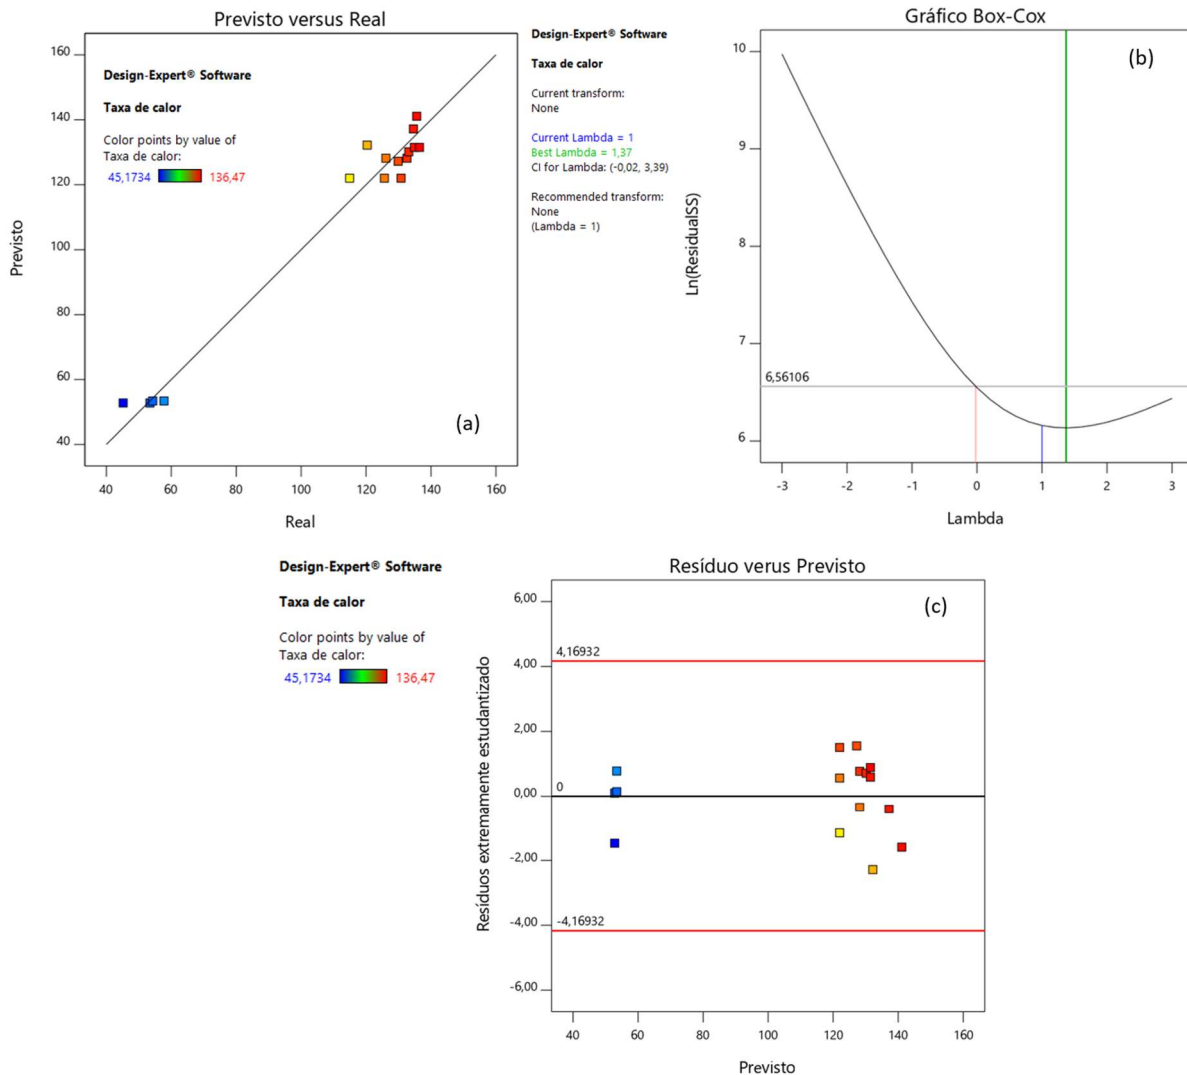 Previsto versus Real
160
140
120
100
80
60
40
Previsto
Design-Expert® Software
Taxa de calor
Color points by value of
Taxa de calor:
45,1734 136,47
(a)
40 60 80 100 120 140 160
Real
Design-Expert® Software
Taxa de calor
Current transform:
None
Current Lambda = 1
Best Lambda = 1,37
CI for Lambda: (-0,02, 3,39)
Recommended transform:
None
(Lambda = 1)
Gráfico Box-Cox
(b)
10
9
8
7
6
Ln(ResidualSS)
6,56106
-3 -2 -1 0 1 2 3
Lambda
Design-Expert® Software
Taxa de calor
Color points by value of
Taxa de calor:
45,1734 136,47
Resíduo verus Previsto
(c)
6,00
4,00
2,00
0,00
-2,00
-4,00
-6,00
Resíduos extremamente estudantizado
4,16932
0
-4,16932
40 60 80 100 120 140 160
Previsto